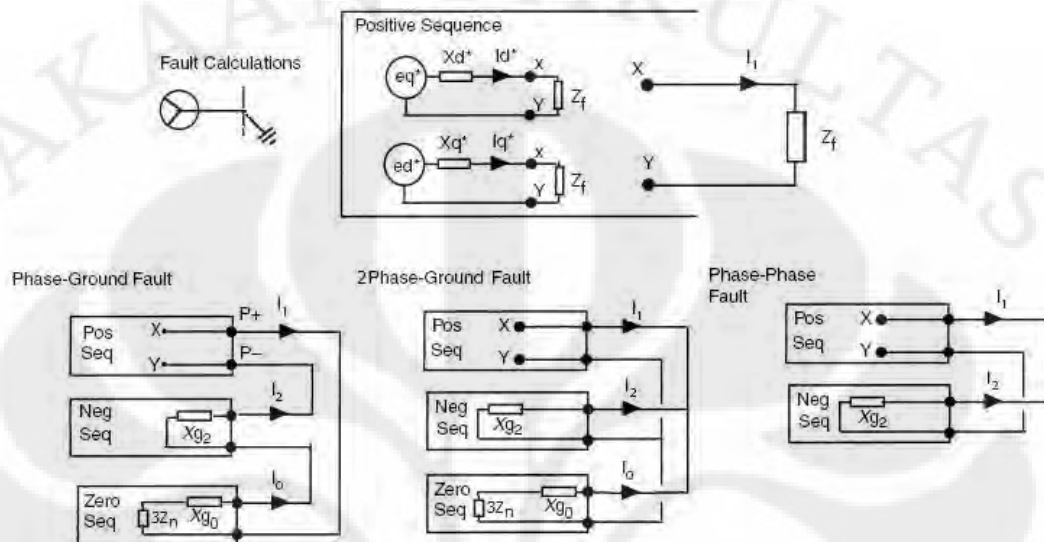 Positive Sequence
Fault Calculations
eq*
Xd*
Id*
X
Y
Zf
ed*
Xq*
Iq*
X
Y
Zf
X
I1
Y
Zf
Phase-Ground Fault
Pos
Seq
X
Y
P+
P−
I1
Neg
Seq
Xg2
I2
Zero
Seq
3Zn
Xg0
I0
2Phase-Ground Fault
Pos
Seq
X
Y
I1
Neg
Seq
Xg2
I2
Zero
Seq
3Zn
Xg0
I0
Phase-Phase
Fault
Pos
Seq
X
Y
I1
Neg
Seq
Xg2
I2